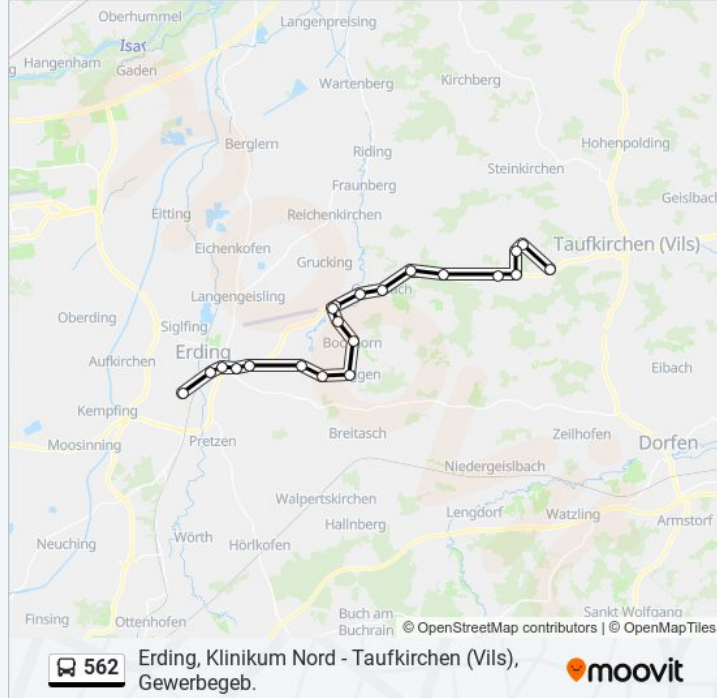 Oberhummel
Langenpreising
Isar
Hangenham
Gaden
Wartenberg
Kirchberg
Berglern
Riding
Hohenpolding
Steinkirchen
Fraunberg
Geislbach
Eitting
Reichenkirchen
Eichenkofen
Taufkirchen (Vils)
Grucking
Langengeisling
Oberding
Siglfing
Erding
Aufkirchen
Eibach
Kempfing
Moosinning
Pretzen
Breitasch
Zeilhofen
Dorfen
Niedergeislbach
Walpertskirchen
Lengdorf
Watzling
Hallnberg
Armstorf
Neuching
Wörth
Hörlkofen
Finsing
Ottenhofen
Buch am
Buchrain
Sankt Wolfgang
© OpenStreetMap contributors | © OpenMapTiles
562
Erding, Klinikum Nord - Taufkirchen (Vils),
Gewerbegeb.
moovit